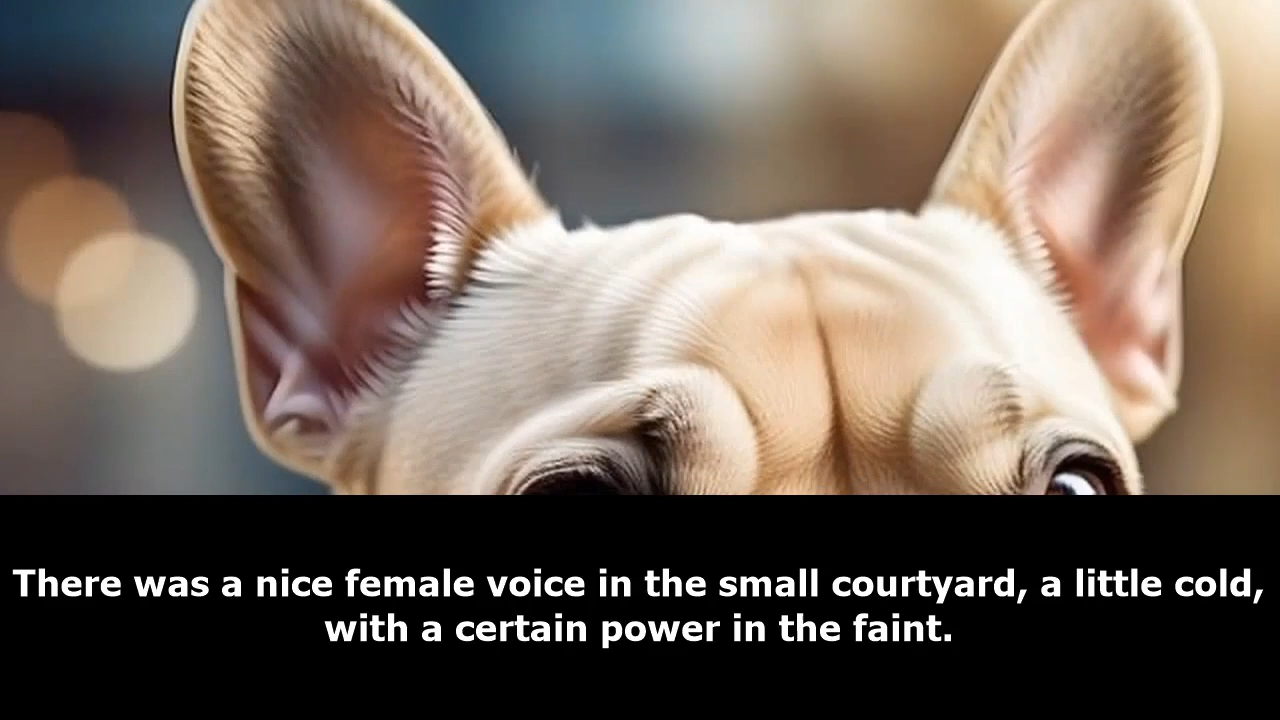 There was a nice female voice in the small courtyard, a little cold,
with a certain power in the faint.